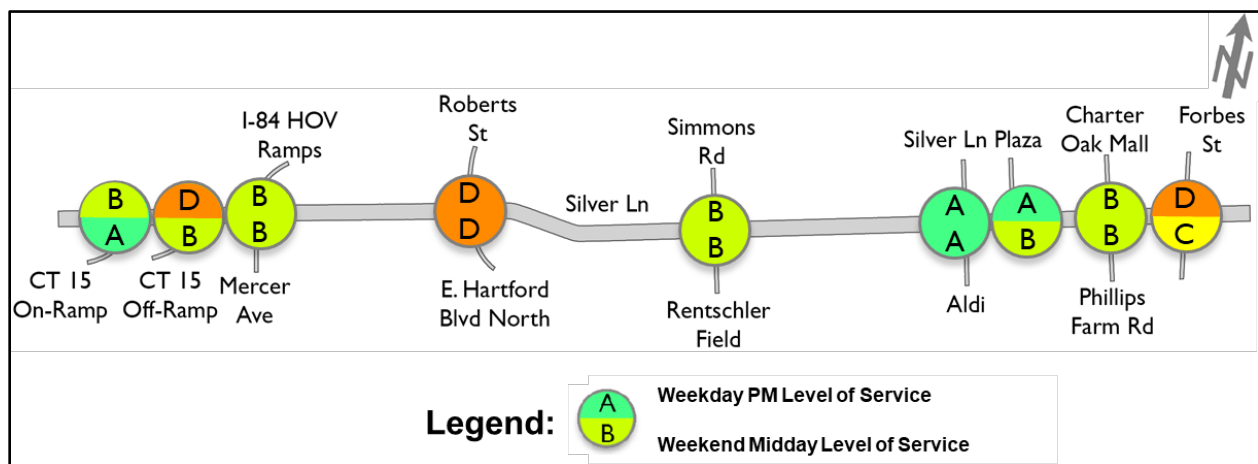 N
I-84 HOV
Ramps
Roberts
St
Simmons
Rd
Silver Ln Plaza
Charter
Oak Mall
Forbes
St
B
A
D
B
B
B
D
D
Silver Ln
B
B
A
A
A
B
B
B
D
C
CT 15
On-Ramp
CT 15
Off-Ramp
Mercer
Ave
E. Hartford
Blvd North
Rentschler
Field
Aldi
Phillips
Farm Rd
Legend:
A
B
Weekday PM Level of Service
Weekend Midday Level of Service